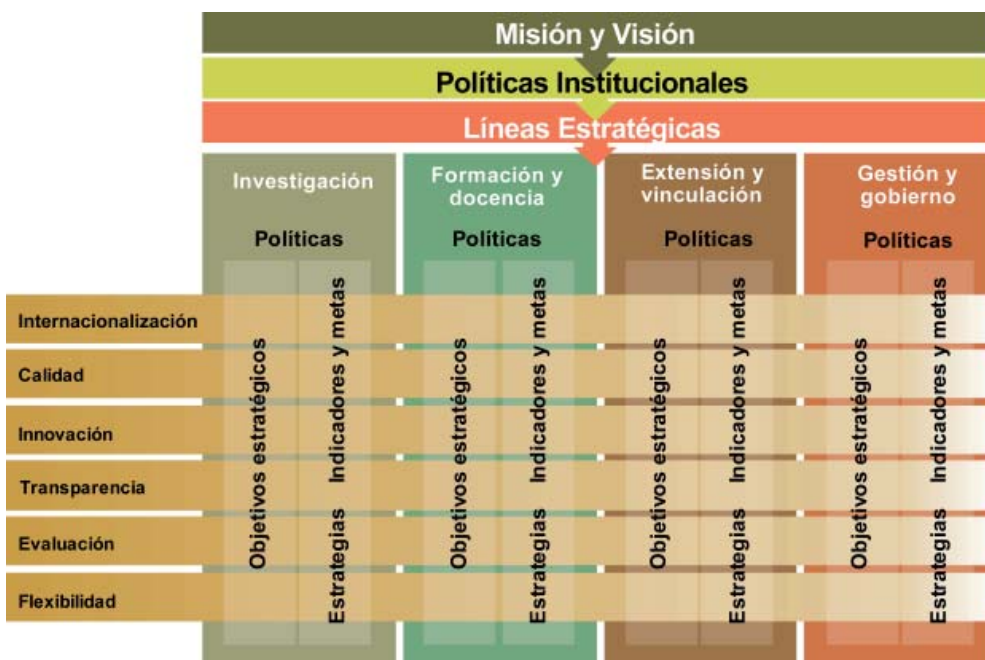 Misión y Visión
Políticas Institucionales
Líneas Estratégicas
Investigación
Políticas
Objetivos estratégicos
Estrategias Indicadores y metas
Formación y
docencia
Políticas
Objetivos estratégicos
Estrategias Indicadores y metas
Extensión y
vinculación
Políticas
Objetivos estratégicos
Estrategias Indicadores y metas
Gestión y
gobierno
Políticas
Objetivos estratégicos
Estrategias Indicadores y metas
Internacionalización
Calidad
Innovación
Transparencia
Evaluación
Flexibilidad